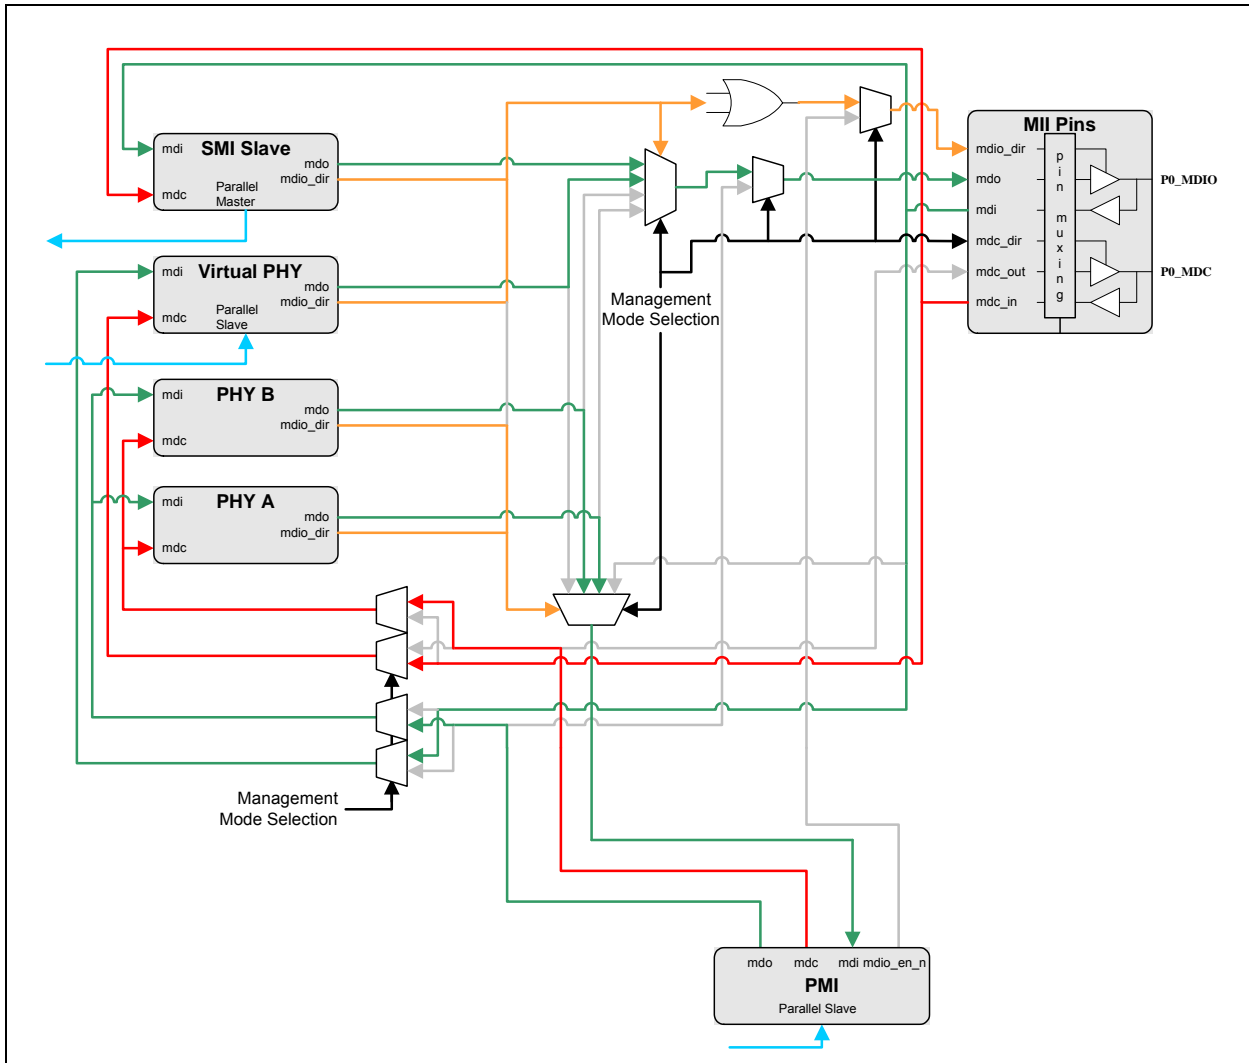 SMI Slave
mdi
mdo
mdio_dir
mdc
Parallel
Master
Virtual PHY
mdi
mdo
mdio_dir
mdc
Parallel
Slave
PHY B
mdi
mdo
mdio_dir
mdc
PHY A
mdi
mdo
mdio_dir
mdc
Management
Mode Selection
MII Pins
mdio_dir
mdo
mdi
mdc_dir
mdc_out
mdc_in
pin muxing
P0_MDIO
P0_MDC
Management
Mode Selection
mdo mdc mdi mdio_en_n
PMI
Parallel Slave